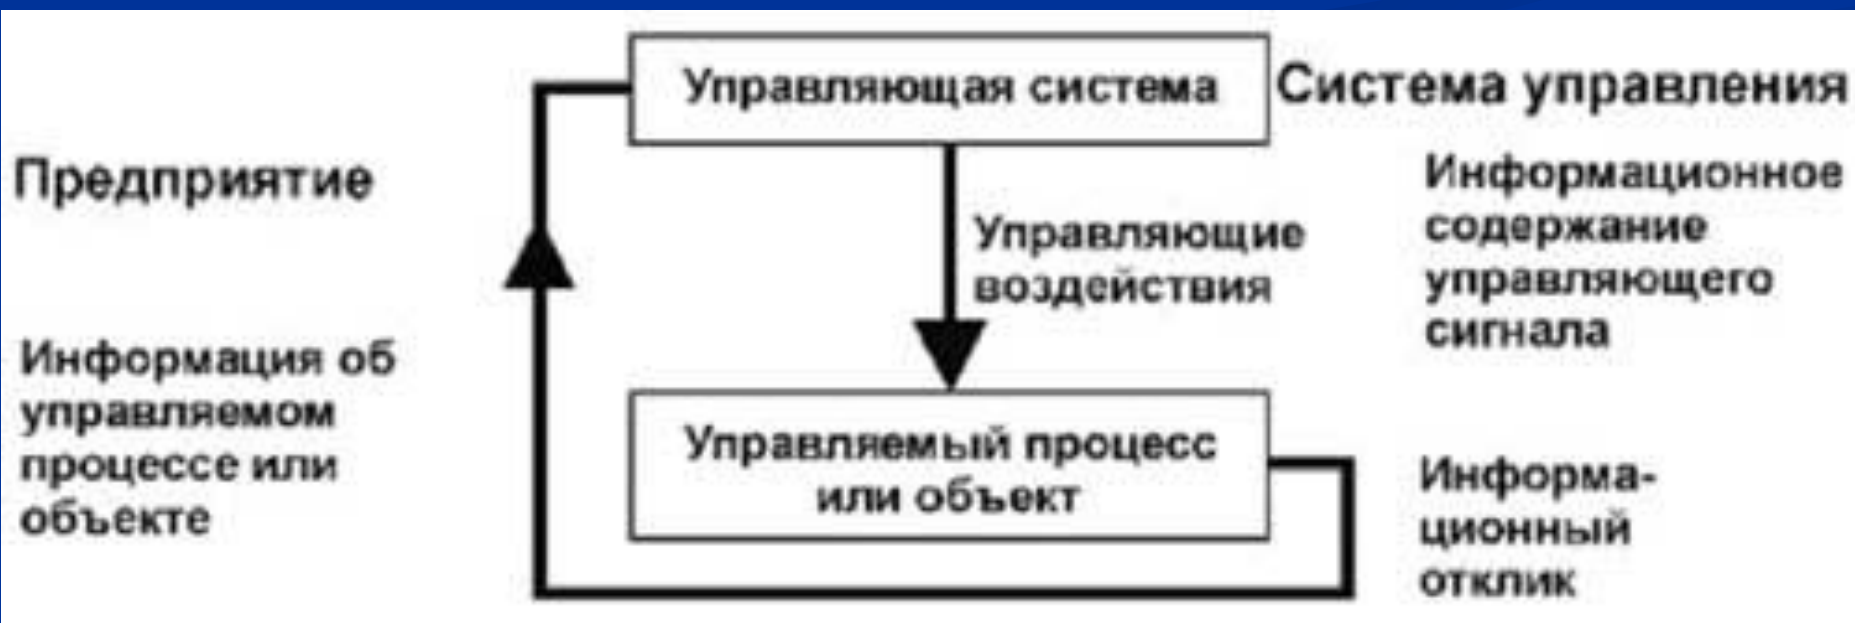 Управляющая система
Система управления
Предприятие
Информационное
содержание
управляющего
сигнала
Управляющие
воздействия
Информация об
управляемом
процессе или
объекте
Управляемый процесс
или объект
Информа-
ционный
отклик